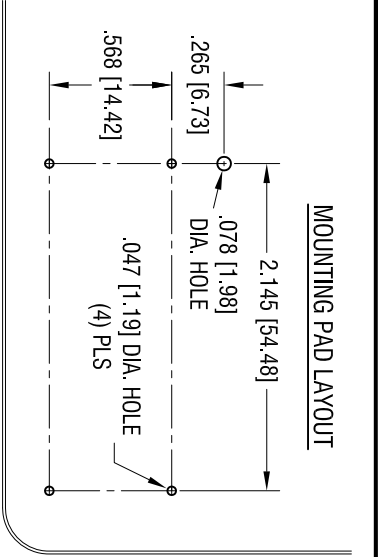 MOUNTING PAD LAYOUT
2.145 [54.48]
.265 [6.73]
.078 [1.98]
DIA. HOLE
.568 [14.42]
.047 [1.19] DIA. HOLE
(4) PLS